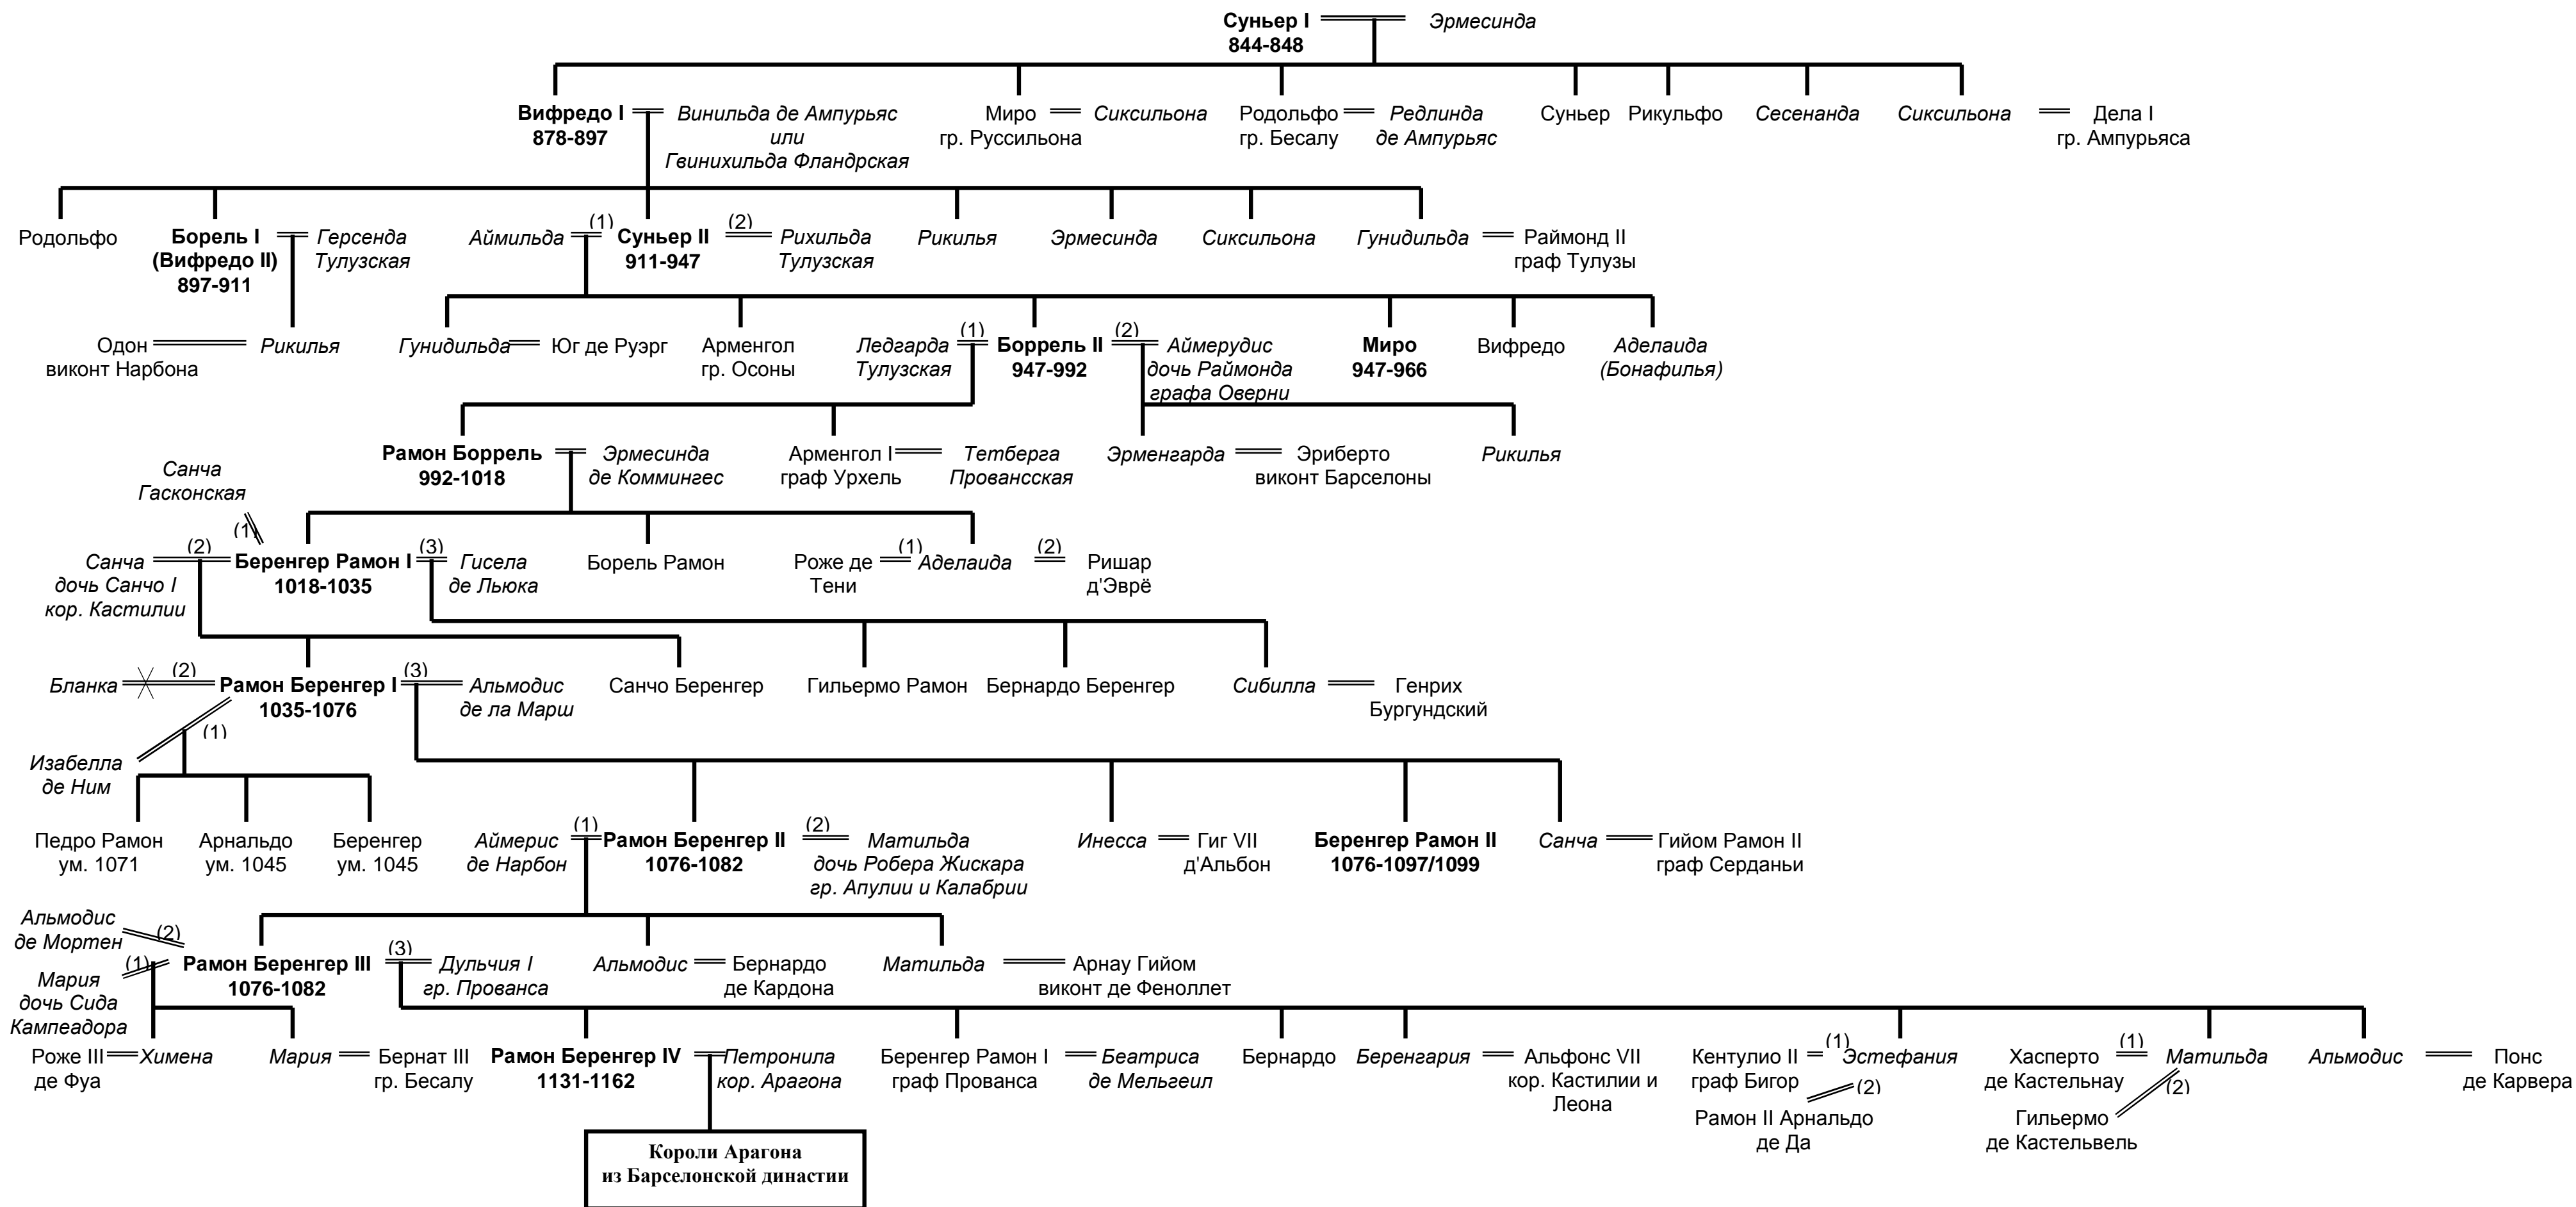 Суньер I
844-848
Эрмесинда
Вифредо I
878-897
Винильда де Ампурьяс
или
Гвинихильда Фландрская
Миро
гр. Руссильона
Сиксильона
Родольфо
гр. Бесалу
Редлинда
де Ампурьяс
Суньер
Рикульфо
Сесенанда
Сиксильона
Дела I
гр. Ампурьяса
Родольфо
Борель I
(Вифредо II)
897-911
Герсенда
Тулузская
Аймильда
(1)
Суньер II
911-947
(2)
Рихильда
Тулузская
Рикилья
Эрмесинда
Сиксильона
Гунидильда
Раймонд II
граф Тулузы
Одон
виконт Нарбона
Рикилья
Гунидильда
Юг де Руэрг
Арменгол
гр. Осоны
Ледгарда
Тулузская
(1)
Боррель II
947-992
(2)
Аймерудис
дочь Раймонда
графа Оверни
Миро
947-966
Вифредо
Аделаида
(Бонафилья)
Рамон Боррель
992-1018
Эрмесинда
де Коммингес
Арменгол I
граф Урхель
Тетберга
Провансская
Эрменгарда
Эриберто
виконт Барселоны
Рикилья
Санча
Гасконская
(1)
Санча
дочь Санчо I
кор. Кастилии
(2)
Беренгер Рамон I
1018-1035
(3)
Гисела
де Льюка
Борель Рамон
Роже де
Тени
(1)
Аделаида
(2)
Ришар
д'Эврё
Бланка
(2)
Рамон Беренгер I
1035-1076
(3)
Альмодис
де ла Марш
Санчо Беренгер
Гильермо Рамон
Бернардо Беренгер
Сибилла
Генрих
Бургундский
(1)
Изабелла
де Ним
Педро Рамон
ум. 1071
Арнальдо
ум. 1045
Беренгер
ум. 1045
Аймерис
де Нарбон
(1)
Рамон Беренгер II
1076-1082
(2)
Матильда
дочь Робера Жискара
гр. Апулии и Калабрии
Инесса
Гиг VII
д'Альбон
Беренгер Рамон II
1076-1097/1099
Санча
Гийом Рамон II
граф Серданьи
Альмодис
де Мортен
(2)
(1)
Мария
дочь Сида
Кампеадора
Рамон Беренгер III
1076-1082
(3)
Дульчия I
гр. Прованса
Альмодис
Бернардо
де Кардона
Матильда
Арнау Гийом
виконт де Феноллет
Роже III
де Фуа
Химена
Мария
Бернат III
гр. Бесалу
Рамон Беренгер IV
1131-1162
Петронила
кор. Арагона
Беренгер Рамон I
граф Прованса
Беатриса
де Мельгеил
Бернардо
Беренгария
Альфонс VII
кор. Кастилии и
Леона
Кентулио II
граф Бигор
(1)
Эстефания
(2)
Рамон II Арнальдо
де Да
Хасперто
де Кастельнау
(1)
Матильда
(2)
Гильермо
де Кастельвель
Альмодис
Понс
де Карвера
Короли Арагона
из Барселонской династии